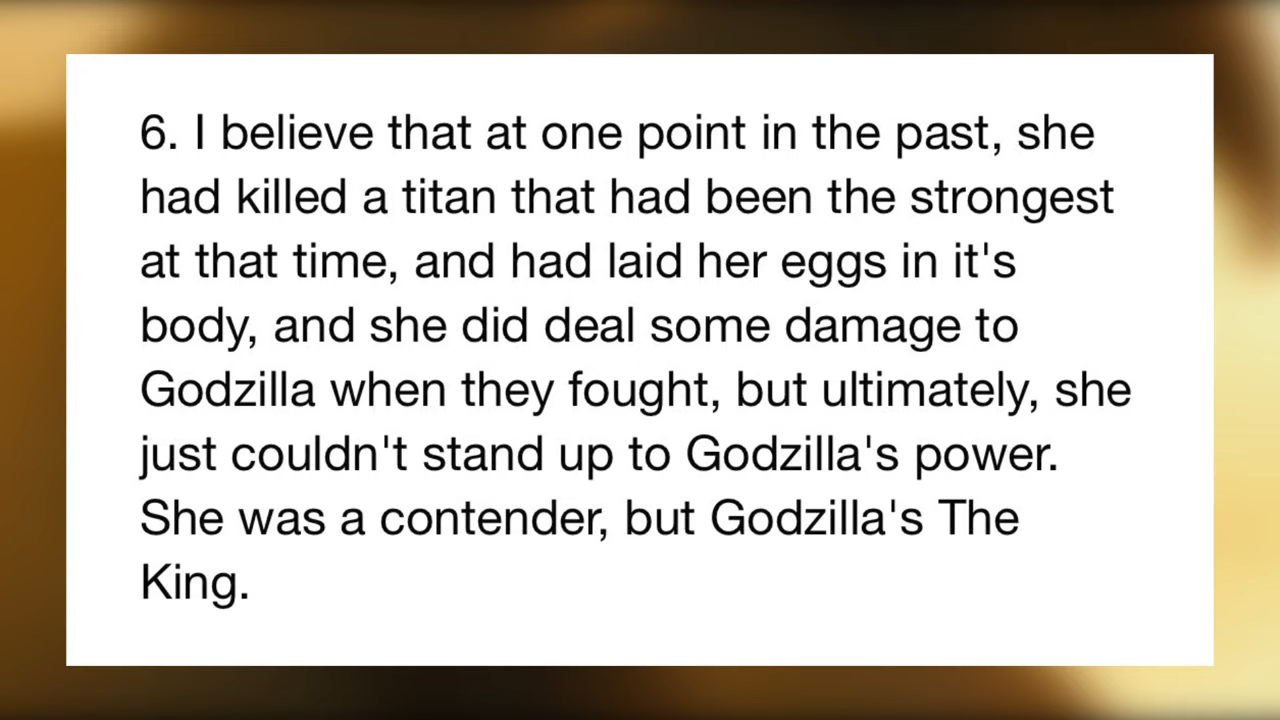 6. I believe that at one point in the past, she
had killed a titan that had been the strongest
at that time, and had laid her eggs in it's
body, and she did deal some damage to
Godzilla when they fought, but ultimately, she
just couldn't stand up to Godzilla's power.
She was a contender, but Godzilla's The
King.